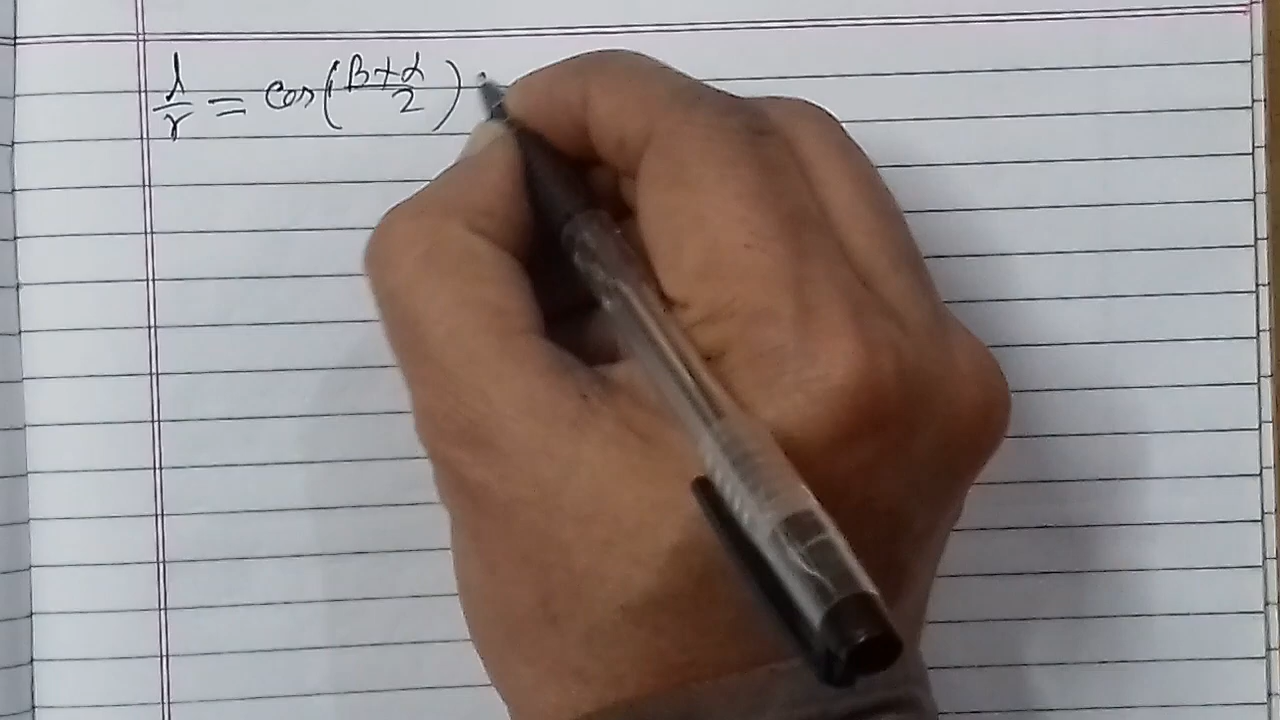 l/r = cos((β+α)/2)